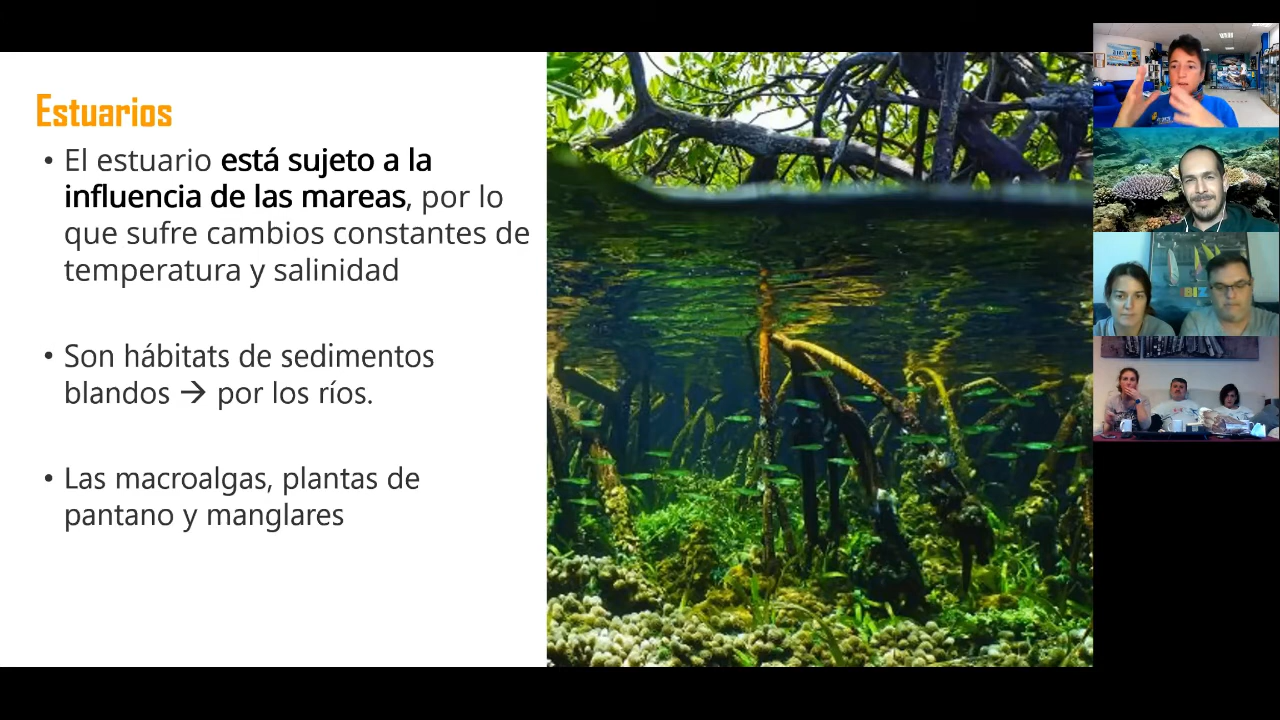 Estuarios
• El estuario está sujeto a la
influencia de las mareas, por lo
que sufre cambios constantes de
temperatura y salinidad
• Son hábitats de sedimentos
blandos → por los ríos.
• Las macroalgas, plantas de
pantano y manglares
IBIZ